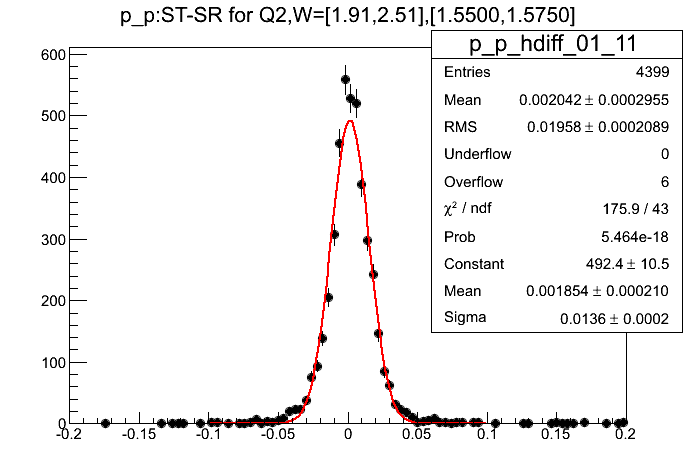 p_p:ST-SR for Q2,W=[1.91,2.51],[1.5500,1.5750]
p_p_hdiff_01_11
Entries 4399
Mean 0.002042 ± 0.0002955
RMS 0.01958 ± 0.0002089
Underflow 0
Overflow 6
χ² / ndf 175.9 / 43
Prob 5.464e-18
Constant 492.4 ± 10.5
Mean 0.001854 ± 0.000210
Sigma 0.0136 ± 0.0002
600
500
400
300
200
100
0
-0.2 -0.15 -0.1 -0.05 0 0.05 0.1 0.15 0.2